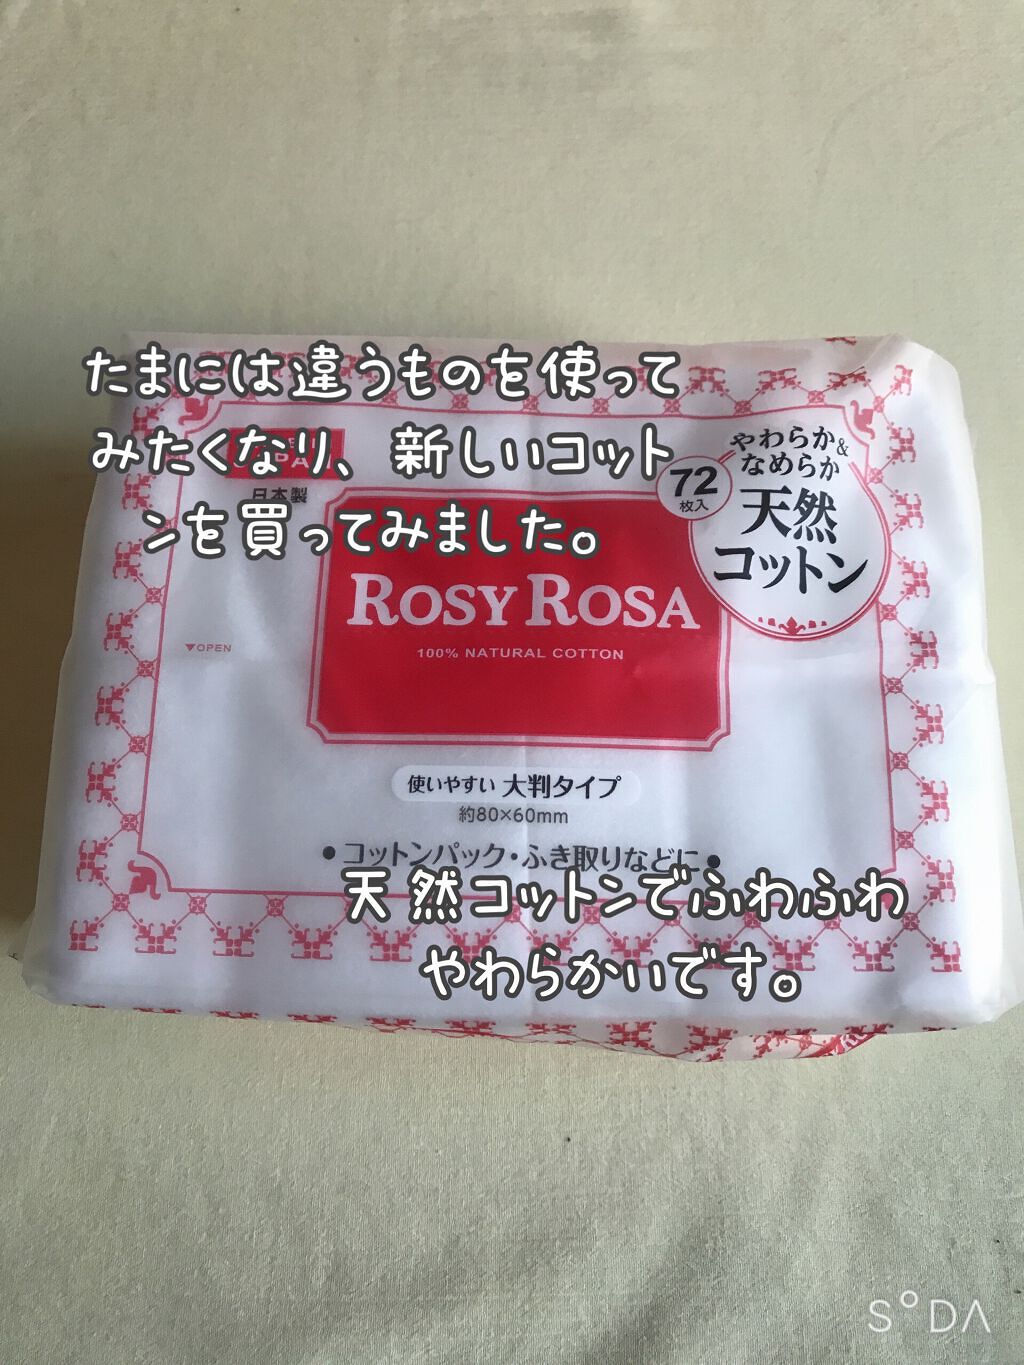 たまには違うものを使って
みたくなり、新しいコット
ンを買ってみました。
JAPAN
日本製
72
枚入
やわらか&
なめらか
天然
コットン
ROSY ROSA
100% NATURAL COTTON
▼OPEN
使いやすい 大判タイプ
約80×60mm
●コットンパック・ふき取りなどに●
天然コットンでふわふわ
やわらかいです。
SODA